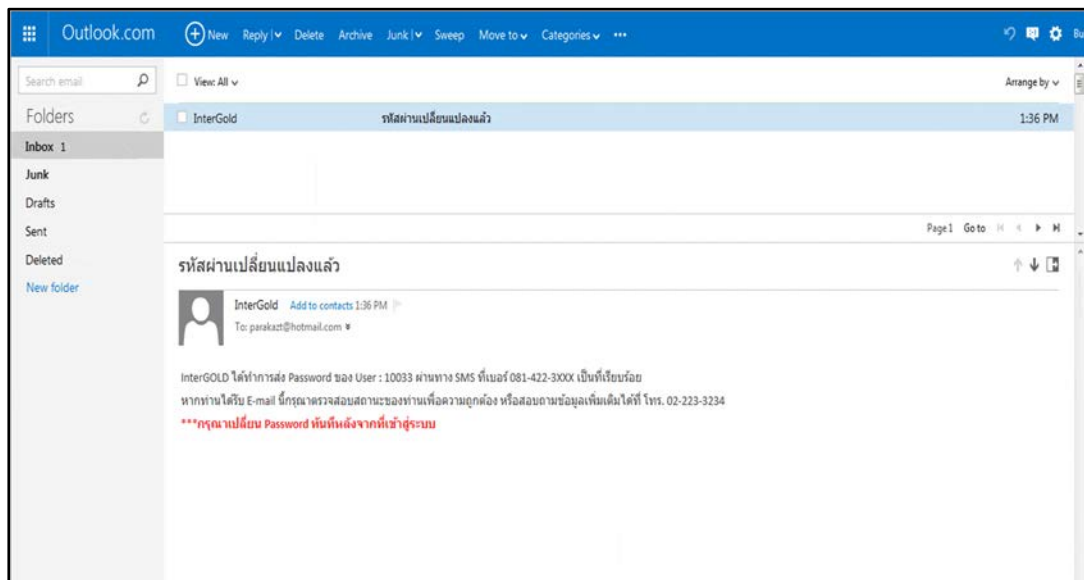 Outlook.com New Reply Delete Archive Junk Sweep Move to Categories ••• Bu
Search email
View: All
Arrange by
Folders
InterGold รหัสผ่านเปลี่ยนแปลงแล้ว 1:36 PM
Inbox 1
Junk
Drafts
Sent
Page1 Go to
Deleted
New folder
รหัสผ่านเปลี่ยนแปลงแล้ว
InterGold Add to contacts 1:36 PM
To: parakazt@hotmail.com
InterGOLD ได้ทำการส่ง Password ของ User : 10033 ผ่านทาง SMS ที่เบอร์ 081-422-3XXX เป็นที่เรียบร้อย
หากท่านได้รับ E-mail นี้กรุณาตรวจสอบสถานะของท่านเพื่อความถูกต้อง หรือสอบถามข้อมูลเพิ่มเติมได้ที่ โทร. 02-223-3234
***กรุณาเปลี่ยน Password ทันทีหลังจากที่เข้าสู่ระบบ